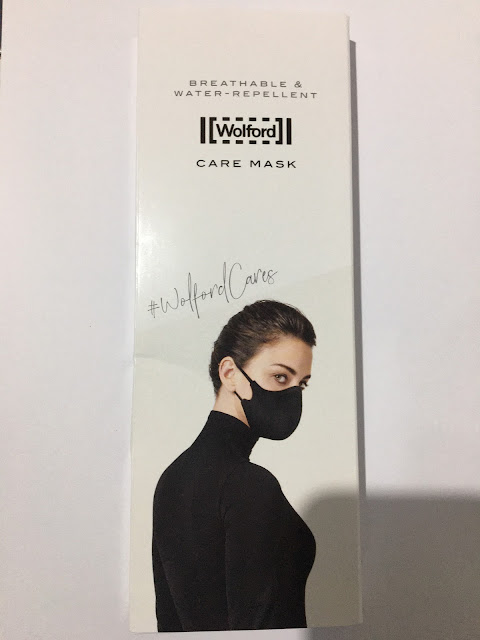 BREATHABLE &
WATER-REPELLENT
Wolford
CARE MASK
#WolfordCares